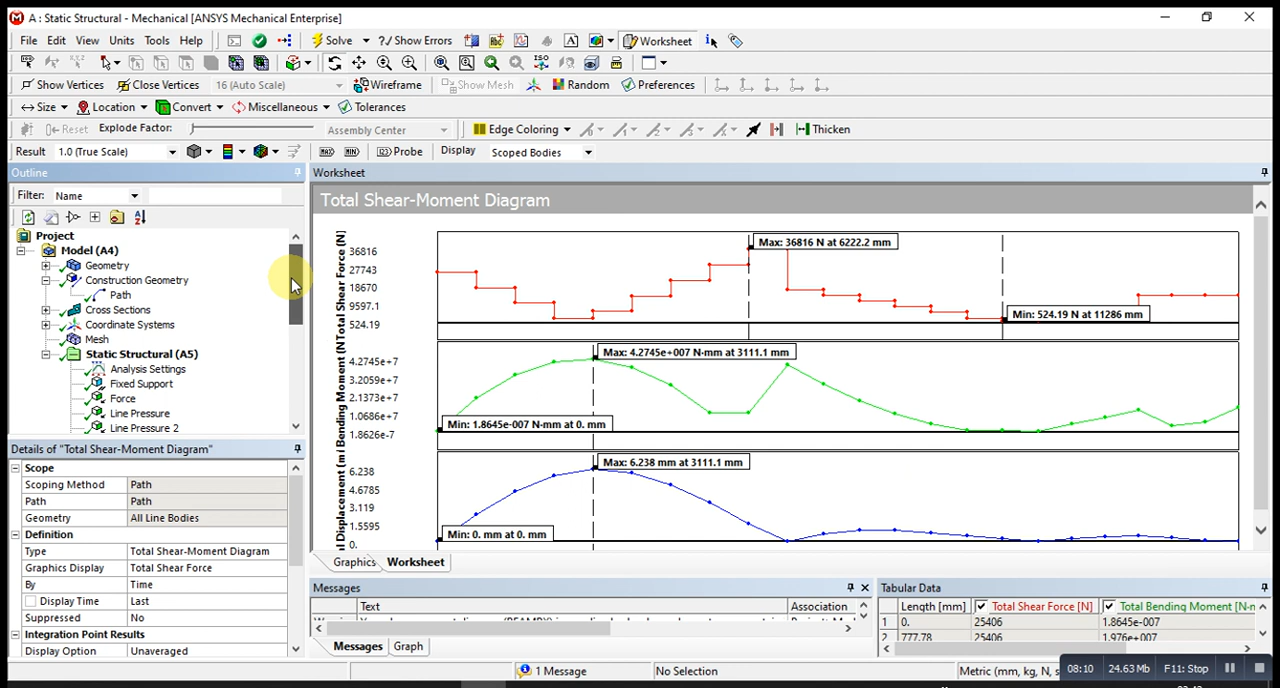 A : Static Structural - Mechanical [ANSYS Mechanical Enterprise]
File Edit View Units Tools Help Solve ?/ Show Errors Worksheet
Show Vertices Close Vertices 16 (Auto Scale) Wireframe Show Mesh Random Preferences
Size Location Convert Miscellaneous Tolerances
Reset Explode Factor: Assembly Center Edge Coloring Thicken
Result 1.0 (True Scale) Probe Display Scoped Bodies
Outline
Filter: Name
Project
Model (A4)
Geometry
Construction Geometry
Path
Cross Sections
Coordinate Systems
Mesh
Static Structural (A5)
Analysis Settings
Fixed Support
Force
Line Pressure
Line Pressure 2
Details of "Total Shear-Moment Diagram"
Scope
Scoping Method Path
Path Path
Geometry All Line Bodies
Definition
Type Total Shear-Moment Diagram
Graphics Display Total Shear Force
By Time
Display Time Last
Suppressed No
Integration Point Results
Display Option Unaveraged
Worksheet
Total Shear-Moment Diagram
Total Shear Force (N)
36816
27743
18670
9597.1
524.19
Max: 36816 N at 6222.2 mm
Min: 524.19 N at 11286 mm
Bending Moment (N
4.2745e+7
3.2059e+7
2.1373e+7
1.0686e+7
1.8626e-7
Max: 4.2745e+007 N-mm at 3111.1 mm
Min: 1.8645e-007 N-mm at 0. mm
Displacement (m
6.238
4.6785
3.119
1.5595
0.
Max: 6.238 mm at 3111.1 mm
Min: 0. mm at 0. mm
Graphics Worksheet
Messages
Text Association
Messages Graph
Tabular Data
Length [mm] Total Shear Force [N] Total Bending Moment [N-n
1 0. 25406 1.8645e-007
2 777.78 25406 1.976e+007
1 Message No Selection Metric (mm, kg, N, s
08:10 24.63 Mb F11: Stop